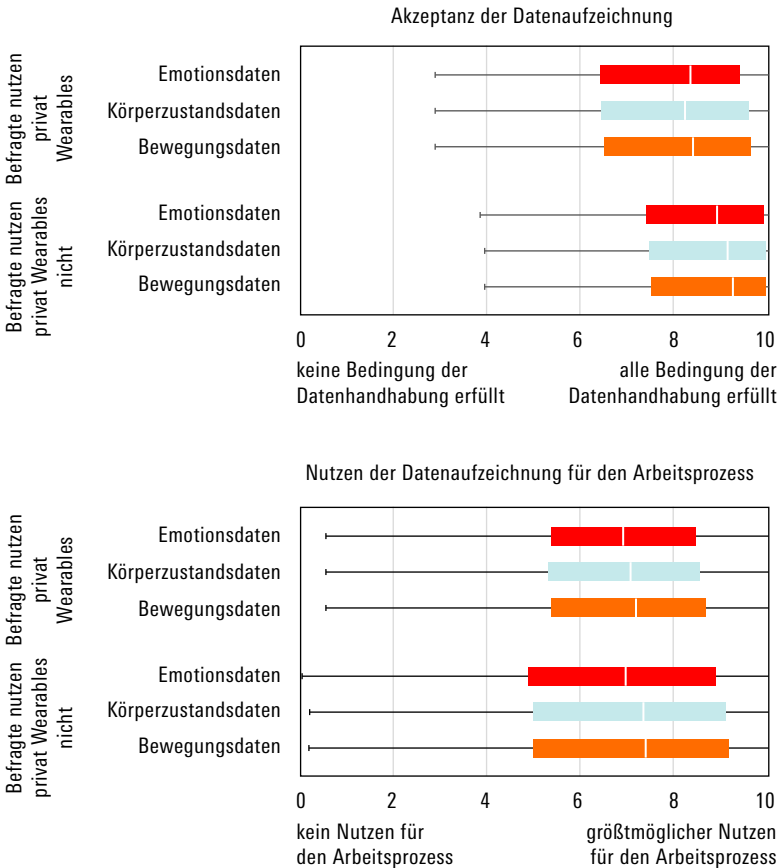 Akzeptanz der Datenaufzeichnung
Befragte nutzen
privat
Wearables
Emotionsdaten
Körperzustandsdaten
Bewegungsdaten
Befragte nutzen
privat Wearables
nicht
Emotionsdaten
Körperzustandsdaten
Bewegungsdaten
0 2 4 6 8 10
keine Bedingung der
Datenhandhabung erfüllt
alle Bedingung der
Datenhandhabung erfüllt
Nutzen der Datenaufzeichnung für den Arbeitsprozess
Befragte nutzen
privat
Wearables
Emotionsdaten
Körperzustandsdaten
Bewegungsdaten
Befragte nutzen
privat Wearables
nicht
Emotionsdaten
Körperzustandsdaten
Bewegungsdaten
0 2 4 6 8 10
kein Nutzen für
den Arbeitsprozess
größtmöglicher Nutzen
für den Arbeitsprozess